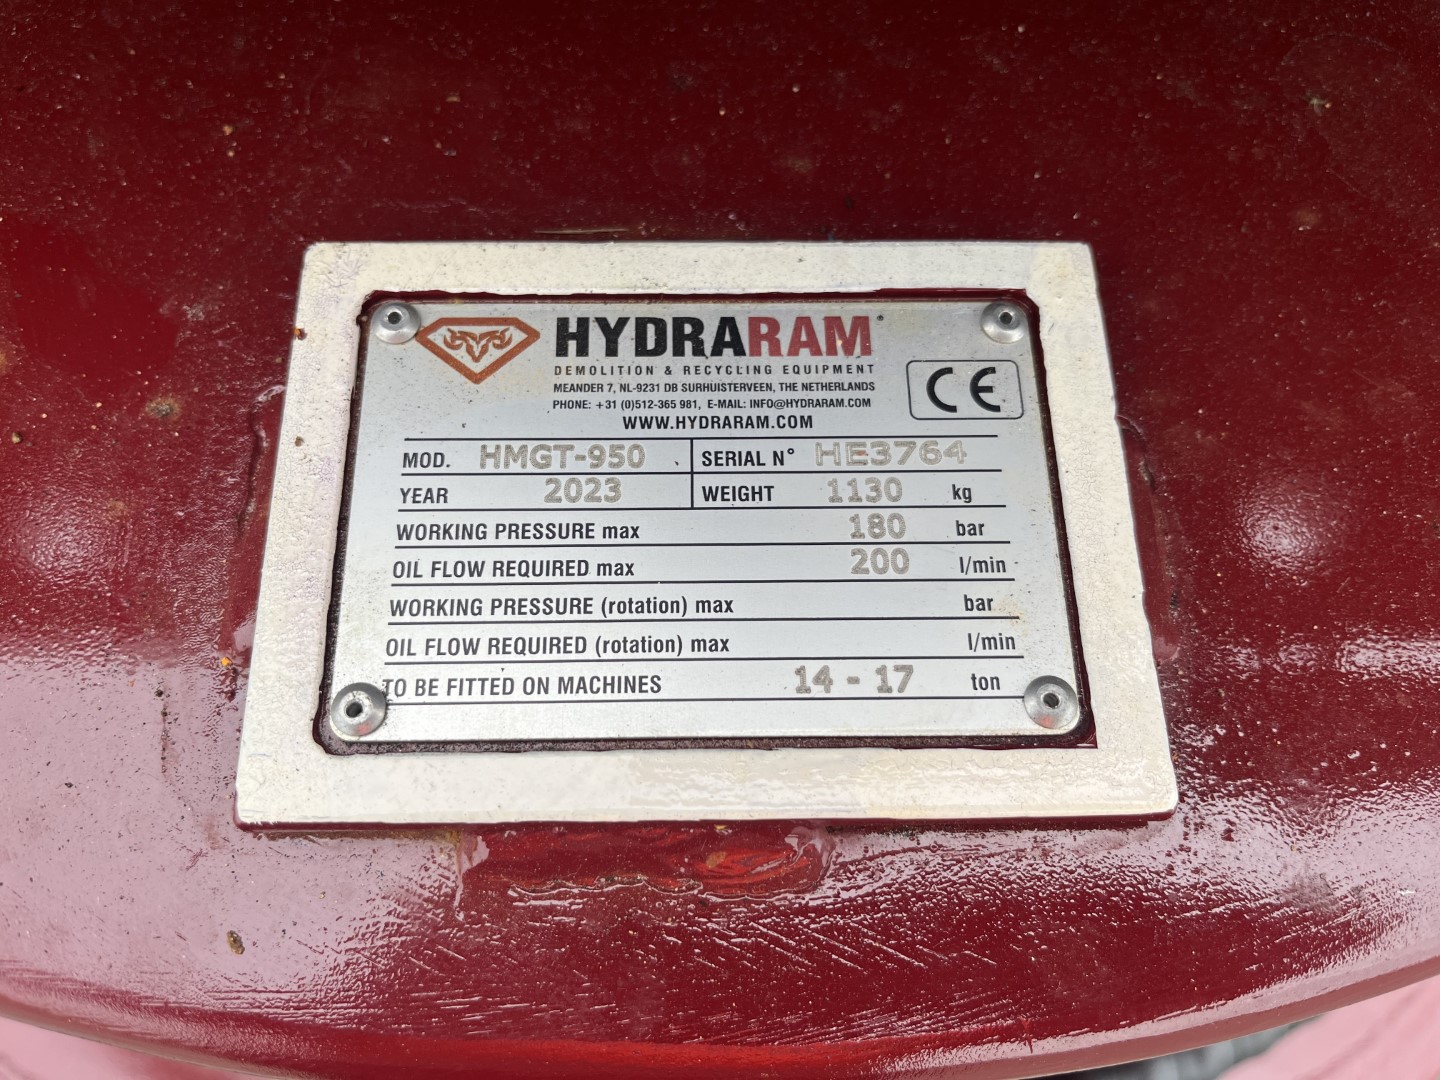 HYDRARAM®
DEMOLITION & RECYCLING EQUIPMENT
MEANDER 7, NL-9231 DB SURHUISTERVEEN, THE NETHERLANDS
PHONE: +31 (0)512-365 981, E-MAIL: INFO@HYDRARAM.COM
WWW.HYDRARAM.COM
CE
MOD. HMGT-950 SERIAL N° HE3764
YEAR 2023 WEIGHT 1130 kg
WORKING PRESSURE max 180 bar
OIL FLOW REQUIRED max 200 l/min
WORKING PRESSURE (rotation) max bar
OIL FLOW REQUIRED (rotation) max l/min
TO BE FITTED ON MACHINES 14 - 17 ton